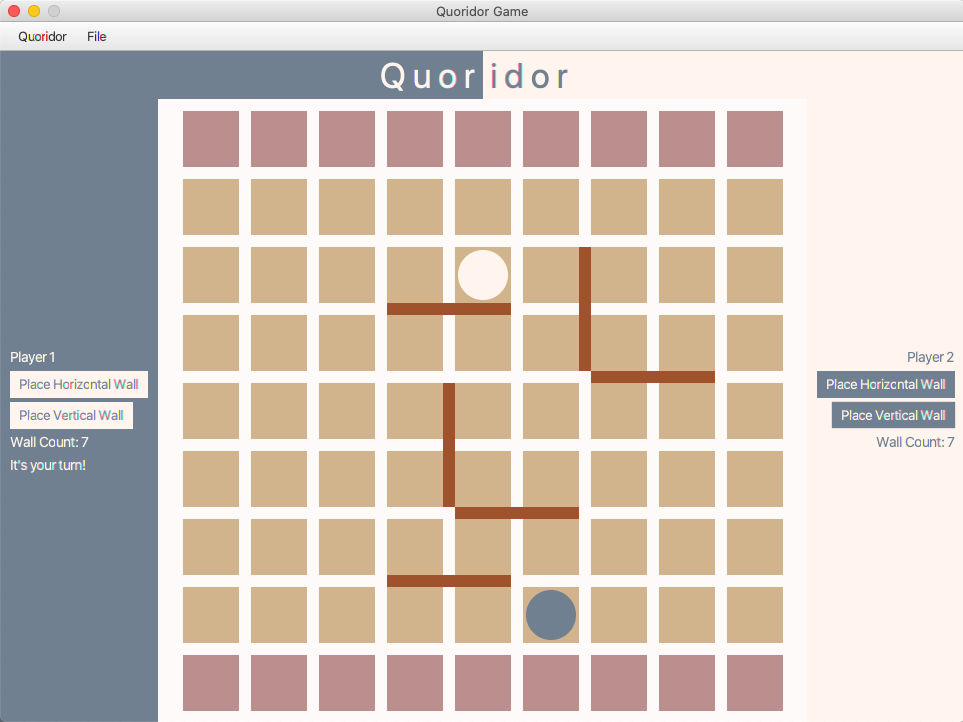 Quoridor Game
Quoridor File
Quoridor
Player 1
Place Horizontal Wall
Place Vertical Wall
Wall Count: 7
It's your turn!
Player 2
Place Horizontal Wall
Place Vertical Wall
Wall Count: 7